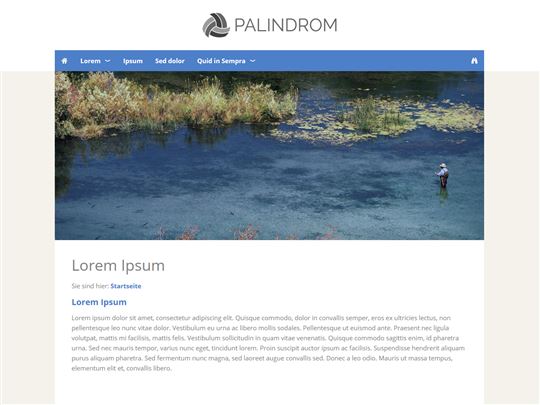 PALINDROM
Lorem Ipsum Sed dolor Quid in Sempra
Lorem Ipsum
Sie sind hier: Startseite
Lorem Ipsum
Lorem ipsum dolor sit amet, consectetur adipiscing elit. Quisque commodo, dolor in convallis semper, eros ex ultricies lectus, non
pellentesque leo nunc vitae dolor. Vestibulum eu urna ac libero mollis sodales. Pellentesque ut euismod ante. Praesent nec ligula
volutpat, mattis mi facilisis, mattis felis. Vestibulum sollicitudin in quam vitae venenatis. Quisque commodo sagittis enim, id pharetra
urna. Sed nec mauris tempor, varius nunc eget, tincidunt lorem. Proin suscipit auctor ipsum ac facilisis. Suspendisse hendrerit aliquam
purus aliquam pharetra. Sed fermentum nunc magna, sed laoreet augue convallis sed. Donec a leo odio. Mauris ut massa tempus,
elementum elit et, convallis libero.